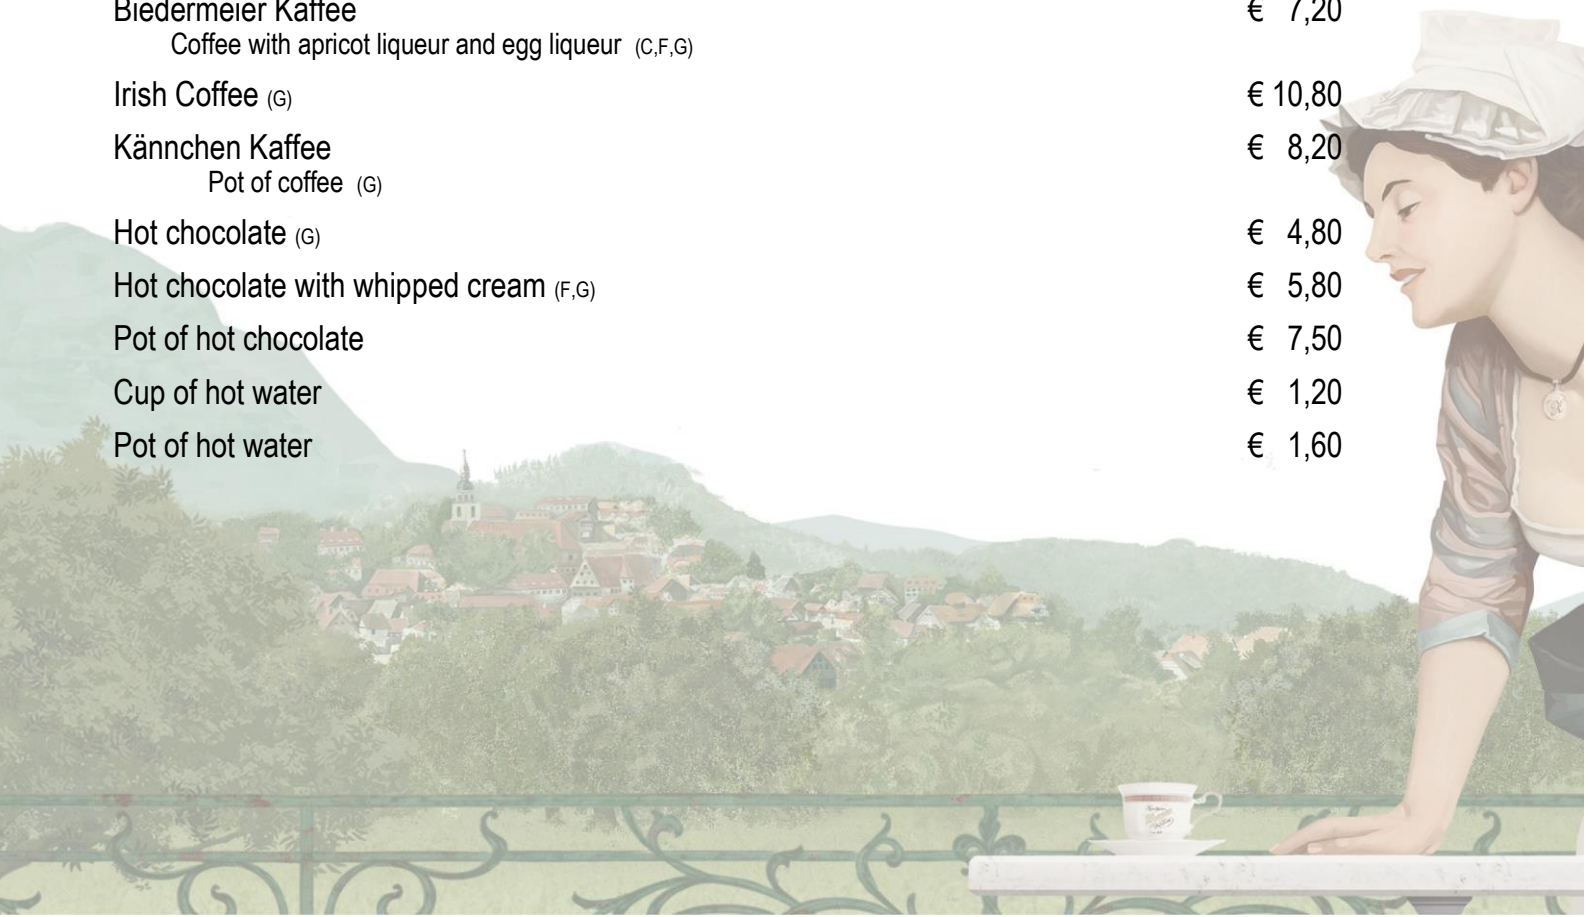 Biedermeier Kaffee € 7,20
Coffee with apricot liqueur and egg liqueur (C,F,G)
Irish Coffee (G) € 10,80
Kännchen Kaffee € 8,20
Pot of coffee (G)
Hot chocolate (G) € 4,80
Hot chocolate with whipped cream (F,G) € 5,80
Pot of hot chocolate € 7,50
Cup of hot water € 1,20
Pot of hot water € 1,60